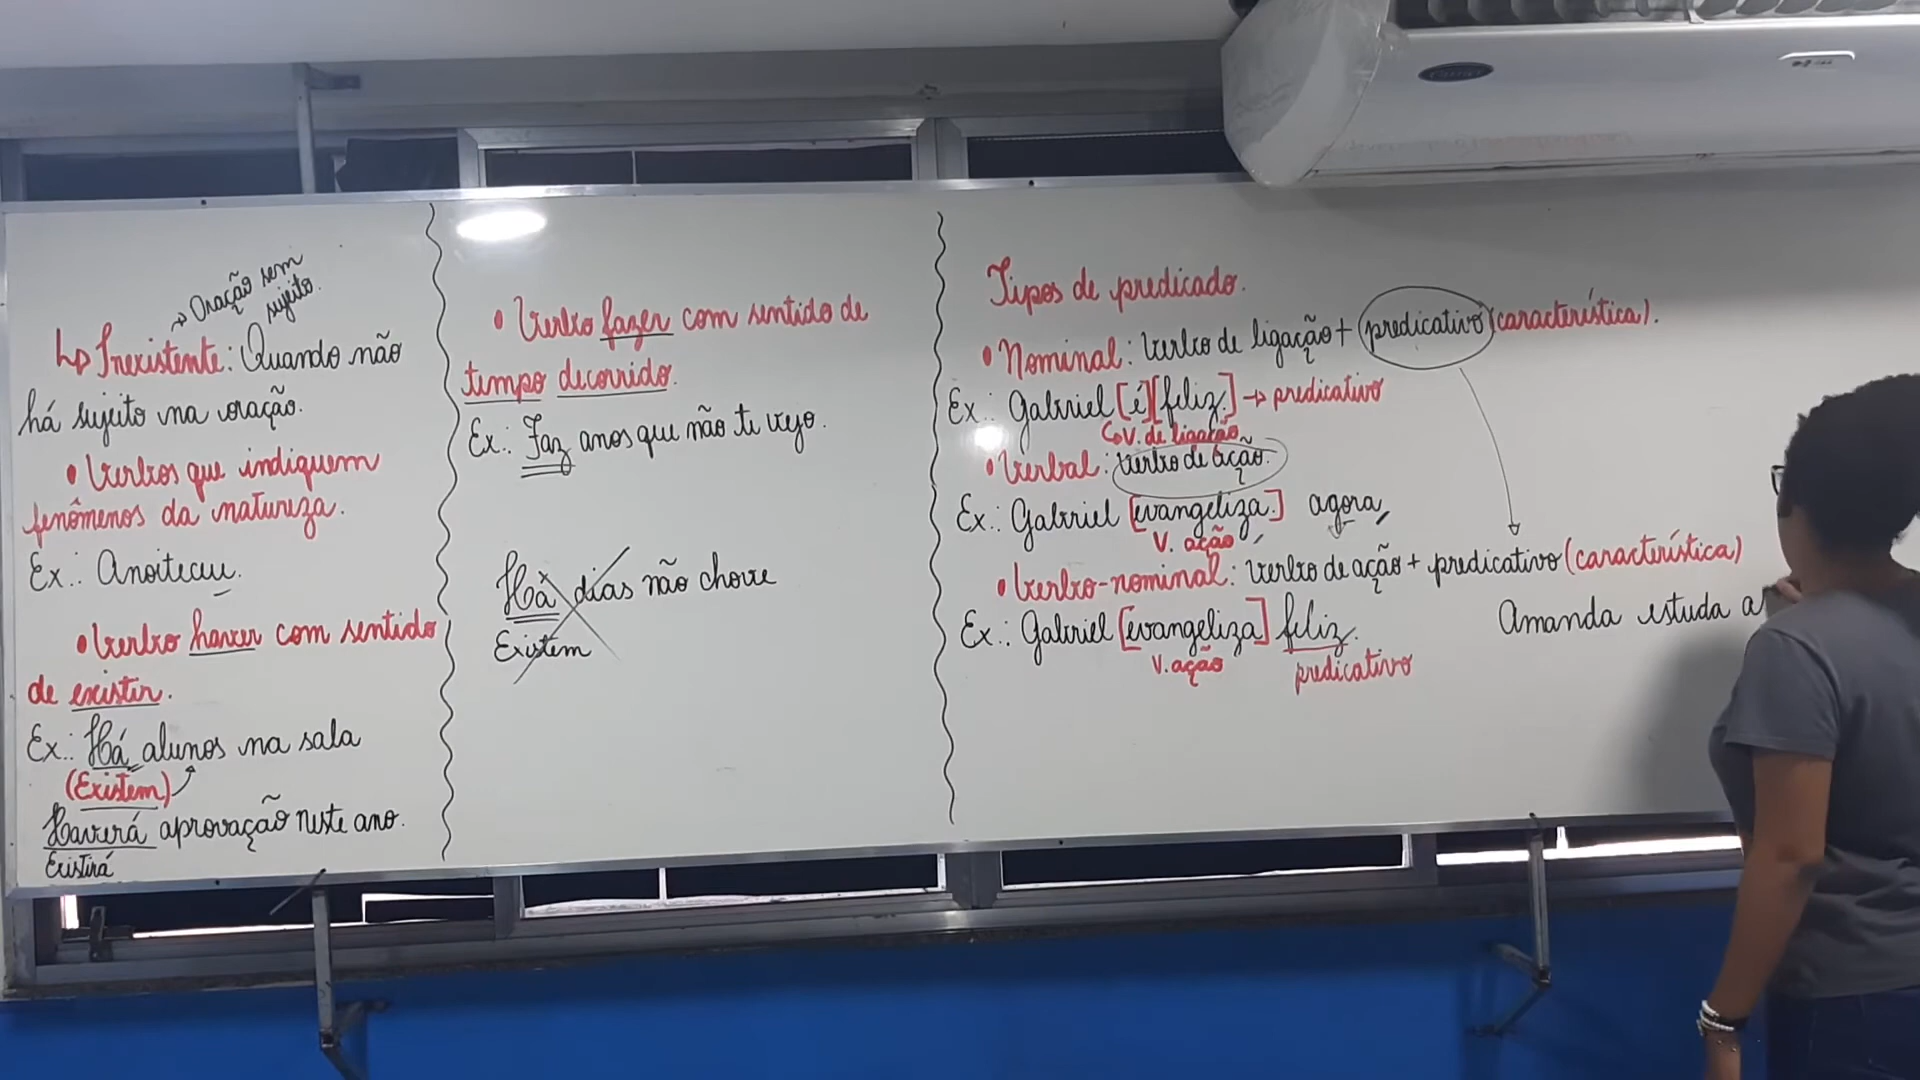 → Oração sem
sujeito.
↳ Inexistente: Quando não
há sujeito na oração.
• Verbos que indiquem
fenômenos da natureza.
Ex.: Anoiteceu.
• Verbo haver com sentido
de existir.
Ex.: Há alunos na sala
(Existem)
Haverá aprovação neste ano.
Existirá
• Verbo fazer com sentido de
tempo decorrido.
Ex.: Faz anos que não te vejo.
Há dias não chove
Existem
Tipos de predicado.
• Nominal: verbo de ligação + predicativo (característica).
Ex.: Gabriel [é] [feliz.] → predicativo
V. de ligação
• Verbal: verbo de ação.
Ex.: Gabriel [evangeliza.] agora
V. ação
• Verbo-nominal: verbo de ação + predicativo (característica)
Ex.: Gabriel [evangeliza] feliz.
V. ação predicativo
Amanda estuda a
Carrier